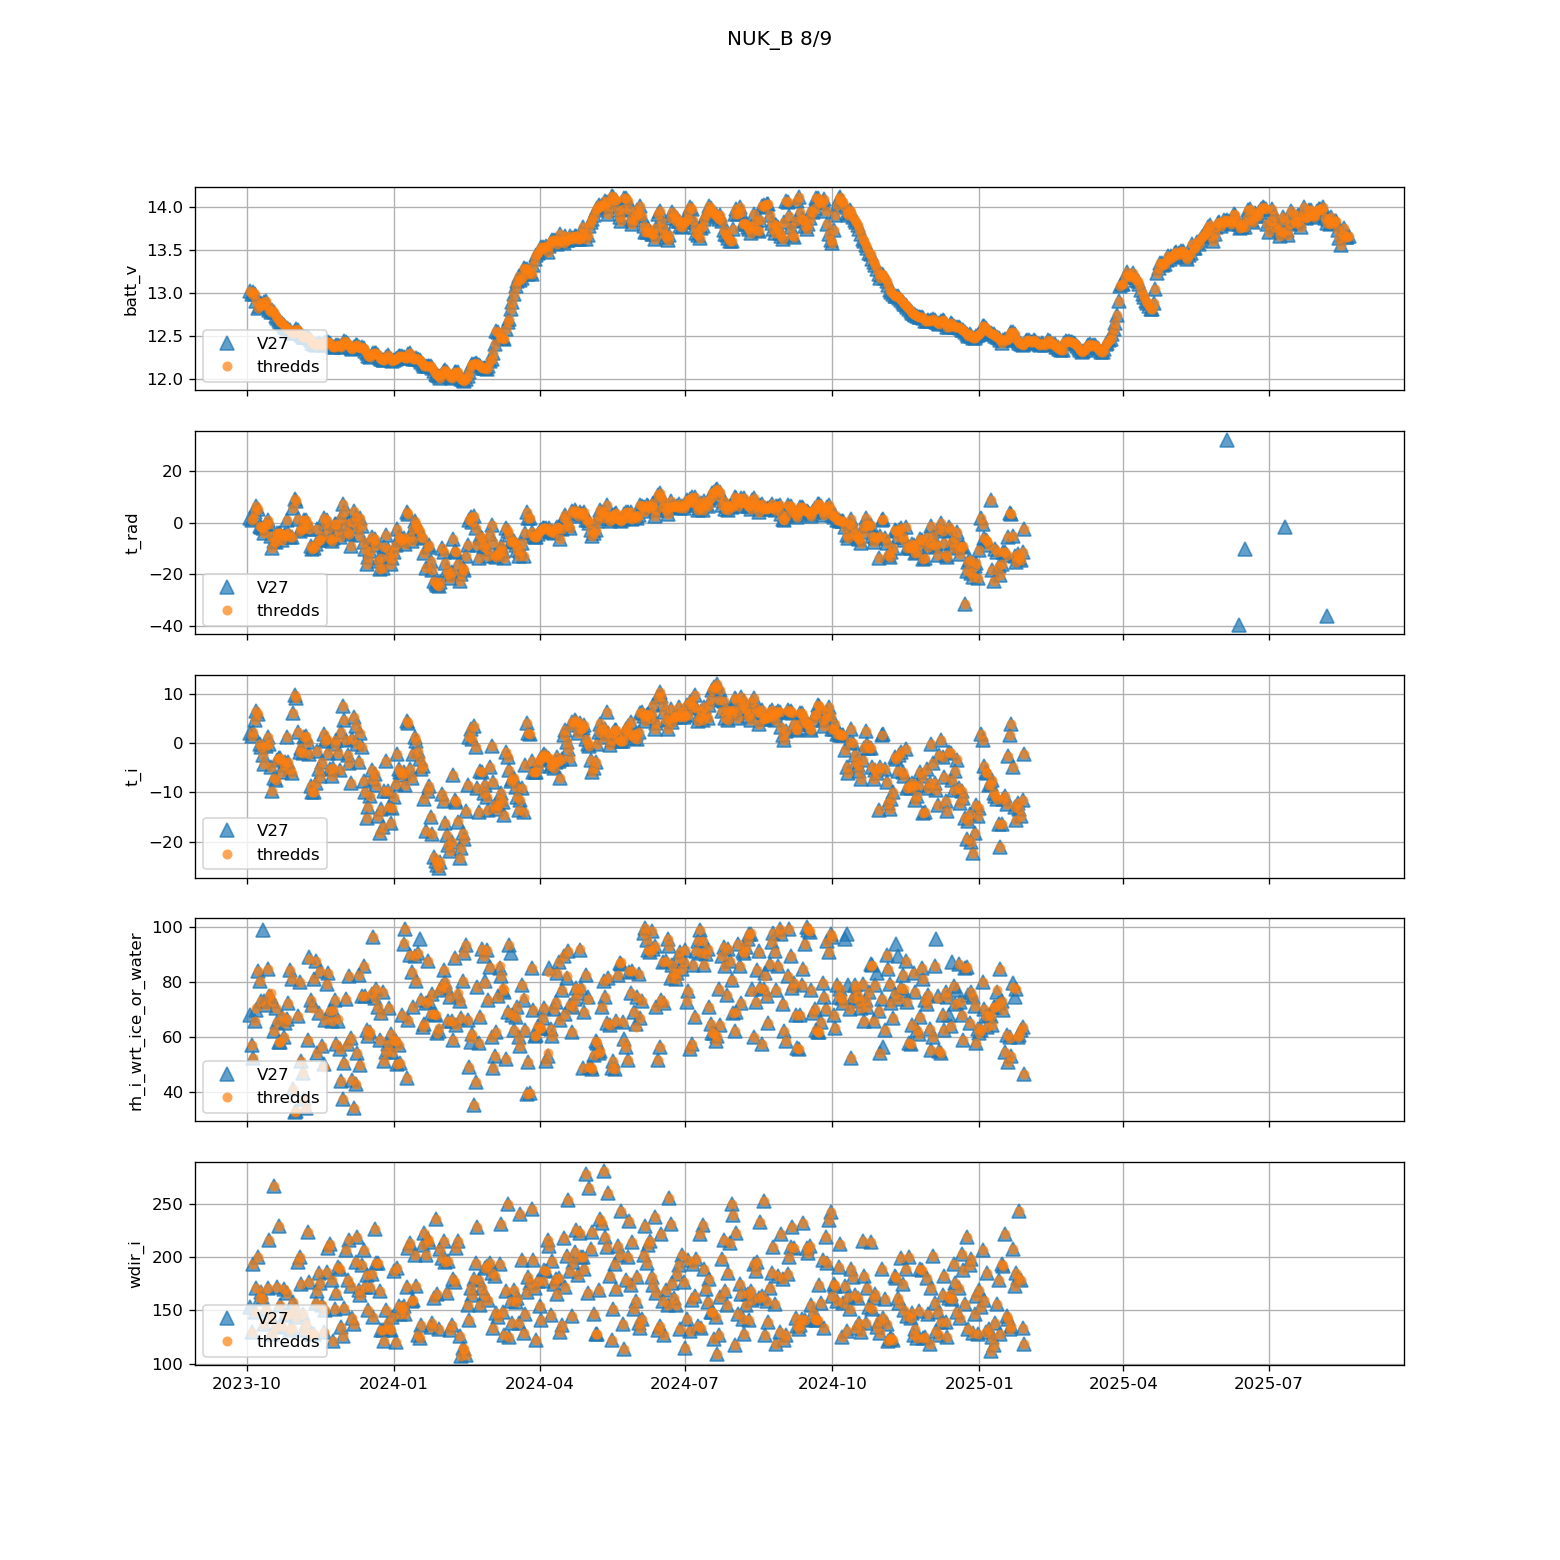 NUK_B 8/9
14.0
13.5
13.0
12.5
12.0
batt_v
V27
thredds
20
0
−20
−40
t_rad
V27
thredds
10
0
−10
−20
t_i
V27
thredds
100
80
60
40
rh_i_wrt_ice_or_water
V27
thredds
250
200
150
100
wdir_i
V27
thredds
2023-10
2024-01
2024-04
2024-07
2024-10
2025-01
2025-04
2025-07